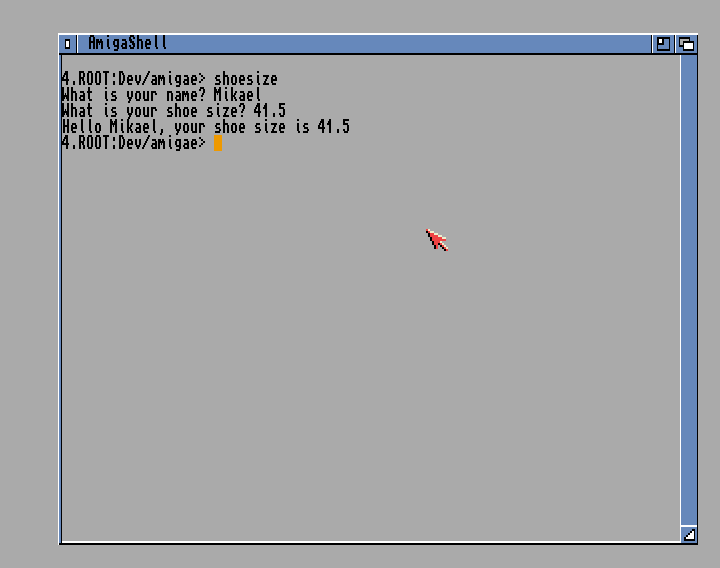 AmigaShell
4.ROOT:Dev/amigae> shoesize
What is your name? Mikael
What is your shoe size? 41.5
Hello Mikael, your shoe size is 41.5
4.ROOT:Dev/amigae>